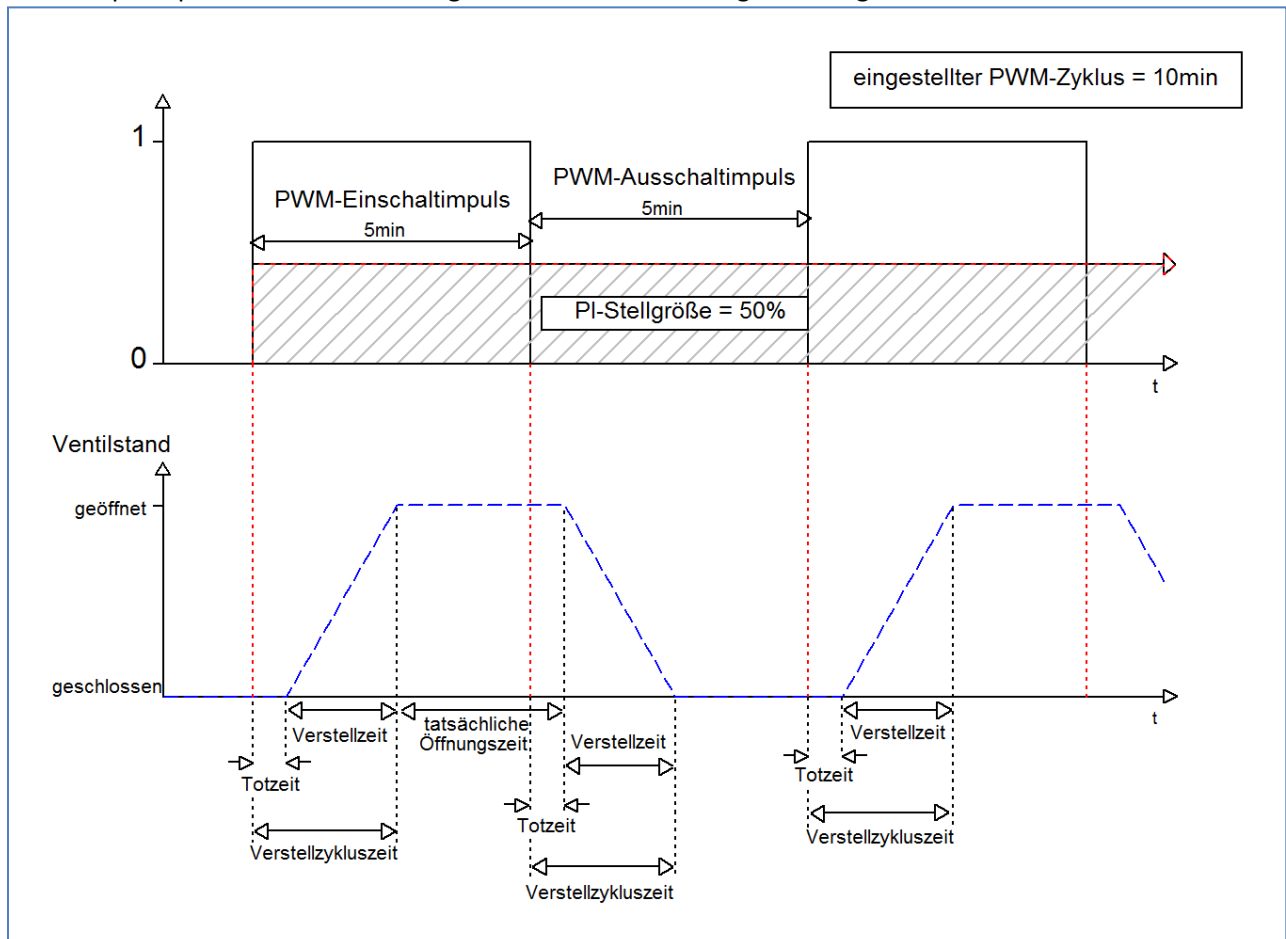 eingestellter PWM-Zyklus = 10min
1
PWM-Einschaltimpuls
5min
PWM-Ausschaltimpuls
5min
PI-Stellgröße = 50%
0
t
Ventilstand
geöffnet
geschlossen
t
Verstellzeit
tatsächliche
Öffnungszeit
Verstellzeit
Verstellzeit
Totzeit
Totzeit
Totzeit
Verstellzykluszeit
Verstellzykluszeit
Verstellzykluszeit